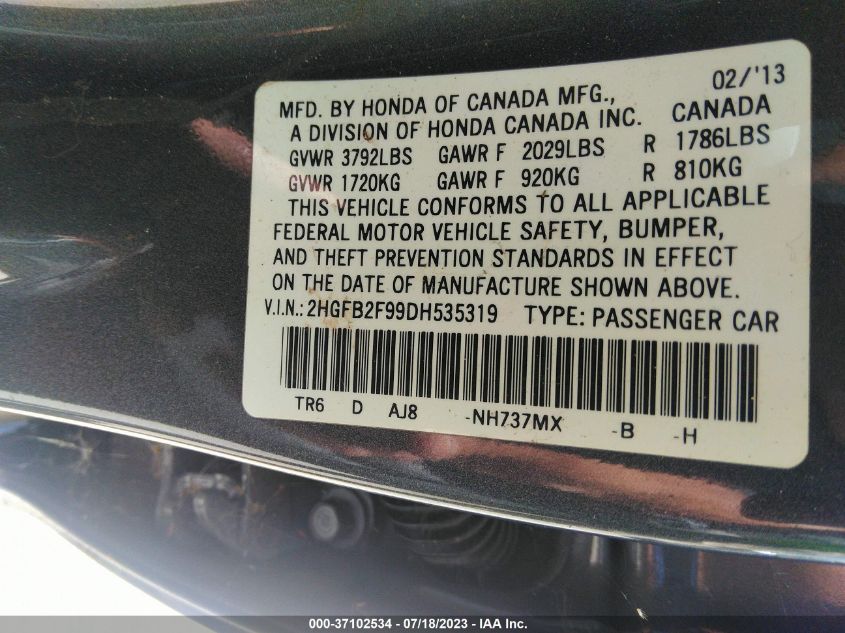 02/'13
MFD. BY HONDA OF CANADA MFG.,
A DIVISION OF HONDA CANADA INC. CANADA
GVWR 3792LBS GAWR F 2029LBS R 1786LBS
GVWR 1720KG GAWR F 920KG R 810KG
THIS VEHICLE CONFORMS TO ALL APPLICABLE
FEDERAL MOTOR VEHICLE SAFETY, BUMPER,
AND THEFT PREVENTION STANDARDS IN EFFECT
ON THE DATE OF MANUFACTURE SHOWN ABOVE.
V.I.N.: 2HGFB2F99DH535319 TYPE: PASSENGER CAR
TR6 D AJ8 -NH737MX -B -H
000-37102534 - 07/18/2023 - IAA Inc.